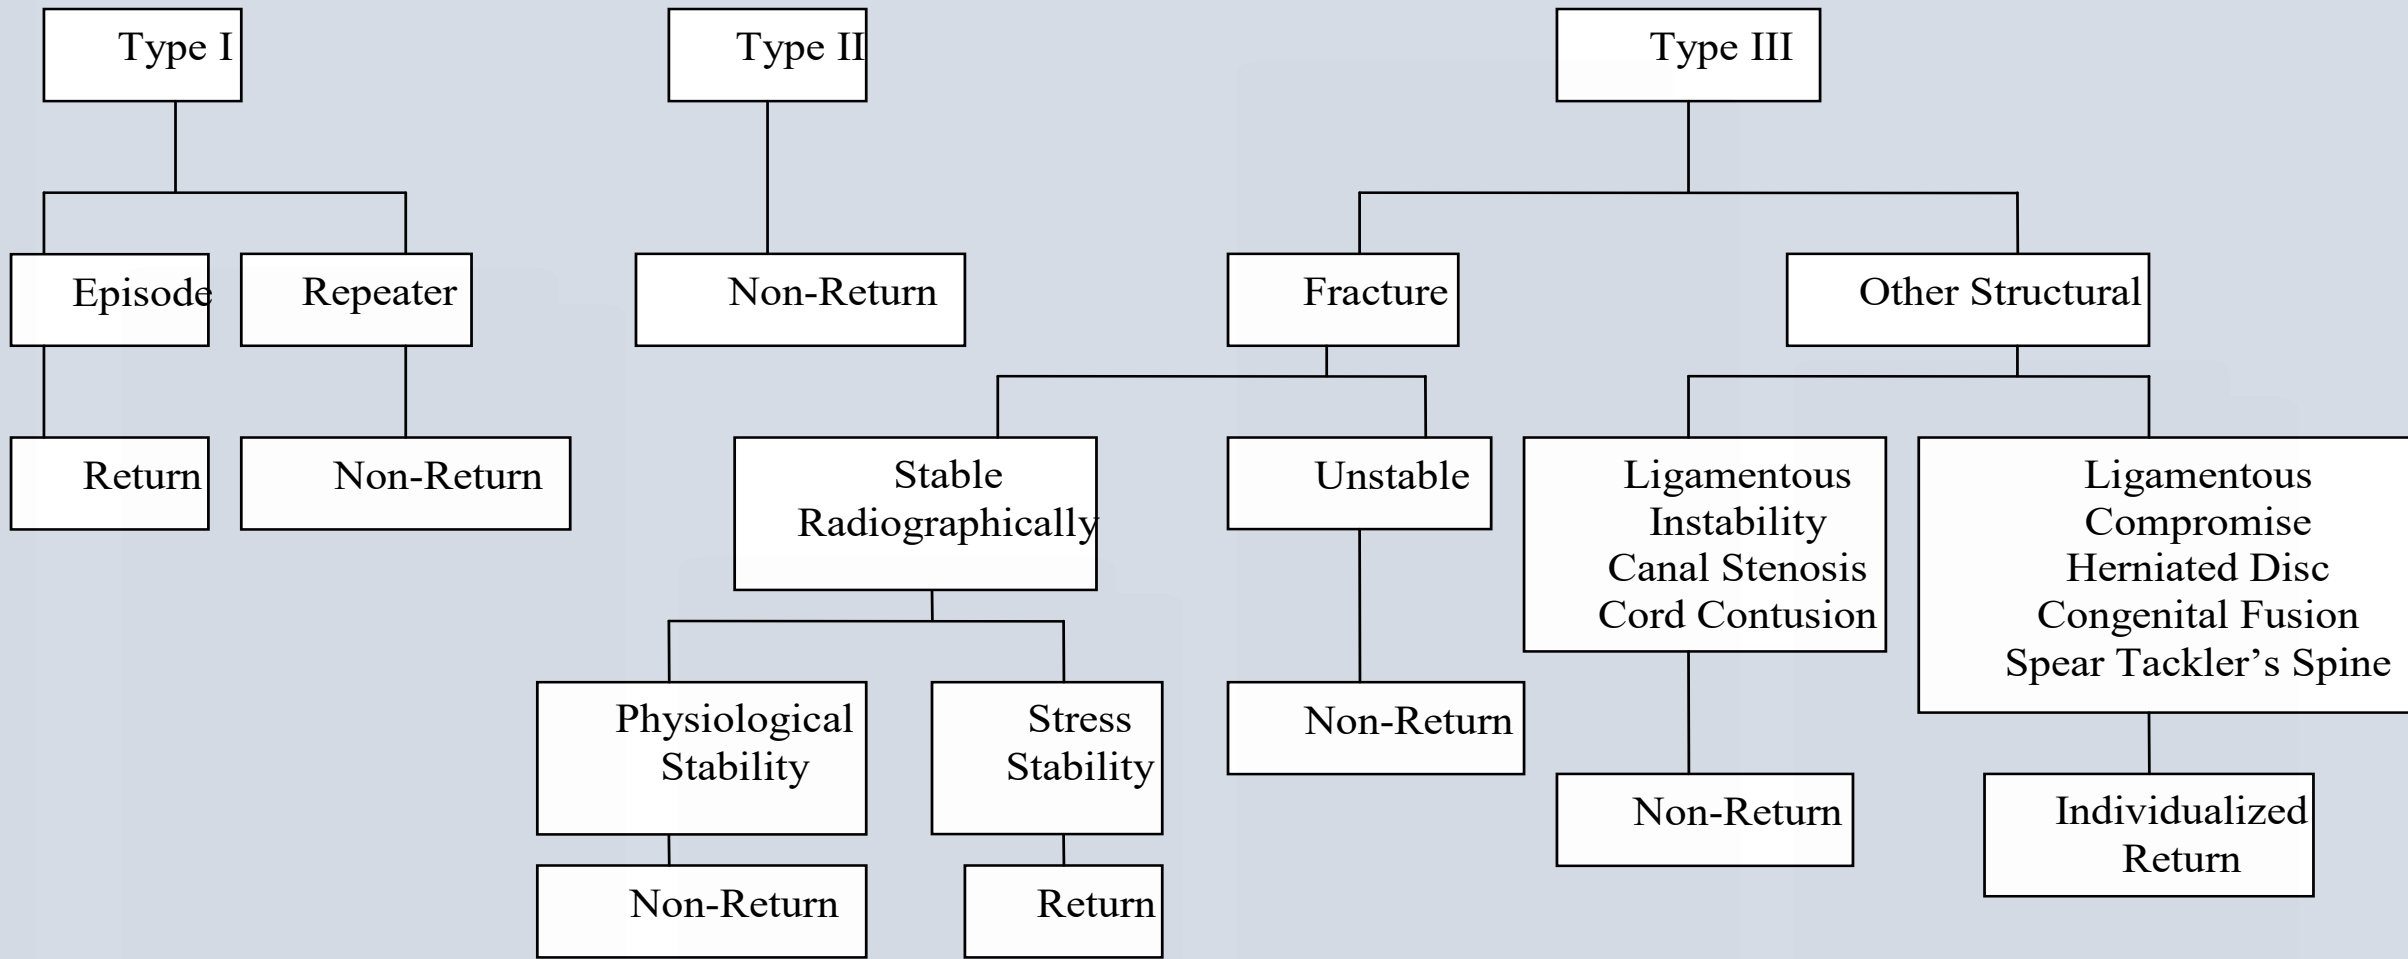 Type I
Type II
Type III
Episode
Repeater
Non-Return
Fracture
Other Structural
Return
Non-Return
Stable
Radiographically
Unstable
Ligamentous
Instability
Canal Stenosis
Cord Contusion
Ligamentous
Compromise
Herniated Disc
Congenital Fusion
Spear Tackler’s Spine
Physiological
Stability
Stress
Stability
Non-Return
Non-Return
Individualized
Return
Non-Return
Return